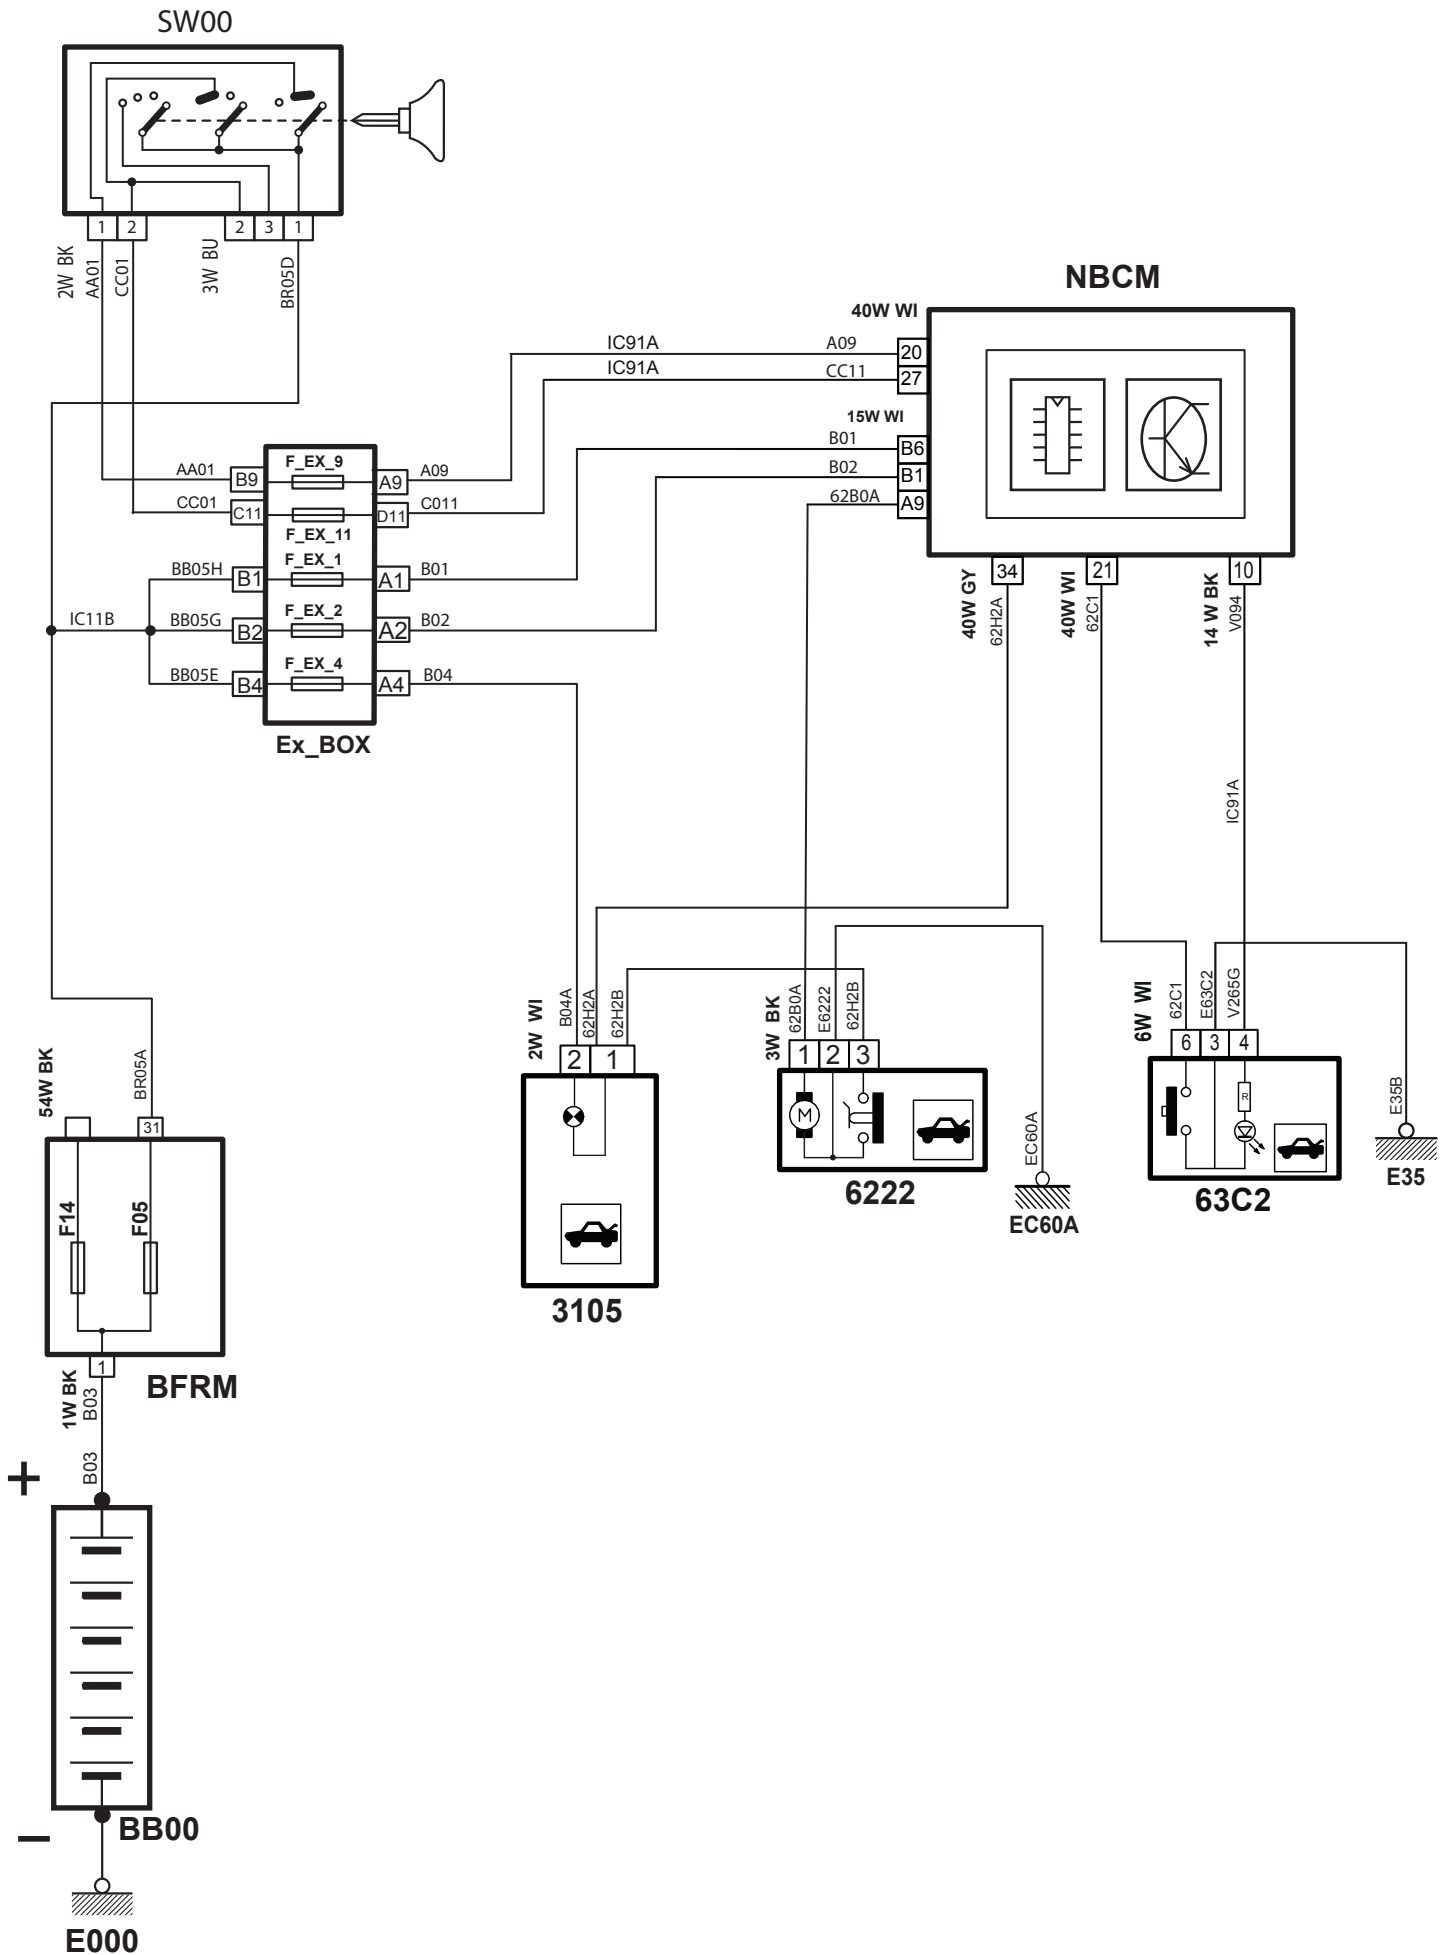 SW00
1 2 2 3 1
2W BK
AA01
CC01
3W BU
BR05D
NBCM
40W WI
IC91A A09 20
IC91A CC11 27
15W WI
B01 B6
B02 B1
62B0A A9
F_EX_9
AA01 B9 A9 A09
CC01 C11 D11 C011
F_EX_11
F_EX_1
BB05H B1 A1 B01
F_EX_2
IC11B BB05G B2 A2 B02
F_EX_4
BB05E B4 A4 B04
Ex_BOX
34 21 10
40W GY
62H2A
40W WI
62C1
14 W BK
V094
IC91A
2W WI
B04A
62H2A
62H2B
2 1
3105
3W BK
62B0A
E6222
62H2B
1 2 3
M
6222
EC60A
EC60A
6W WI
62C1
E63C2
V265G
6 3 4
R
63C2
E35B
E35
54W BK
BR05A
31
F14
F05
1
BFRM
1W BK
B03
B03
+
BB00
–
E000